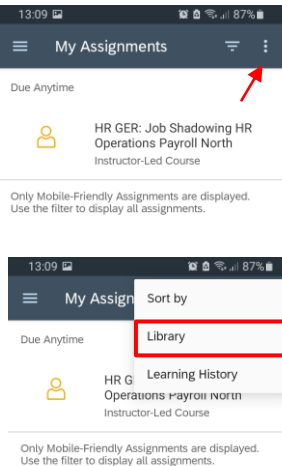 13:09 87%
My Assignments
Due Anytime
HR GER: Job Shadowing HR
Operations Payroll North
Instructor-Led Course
Only Mobile-Friendly Assignments are displayed.
Use the filter to display all assignments.
13:09 87%
My Assign
Sort by
Library
Due Anytime
Learning History
HR G
Operations Payroll North
Instructor-Led Course
Only Mobile-Friendly Assignments are displayed.
Use the filter to display all assignments.